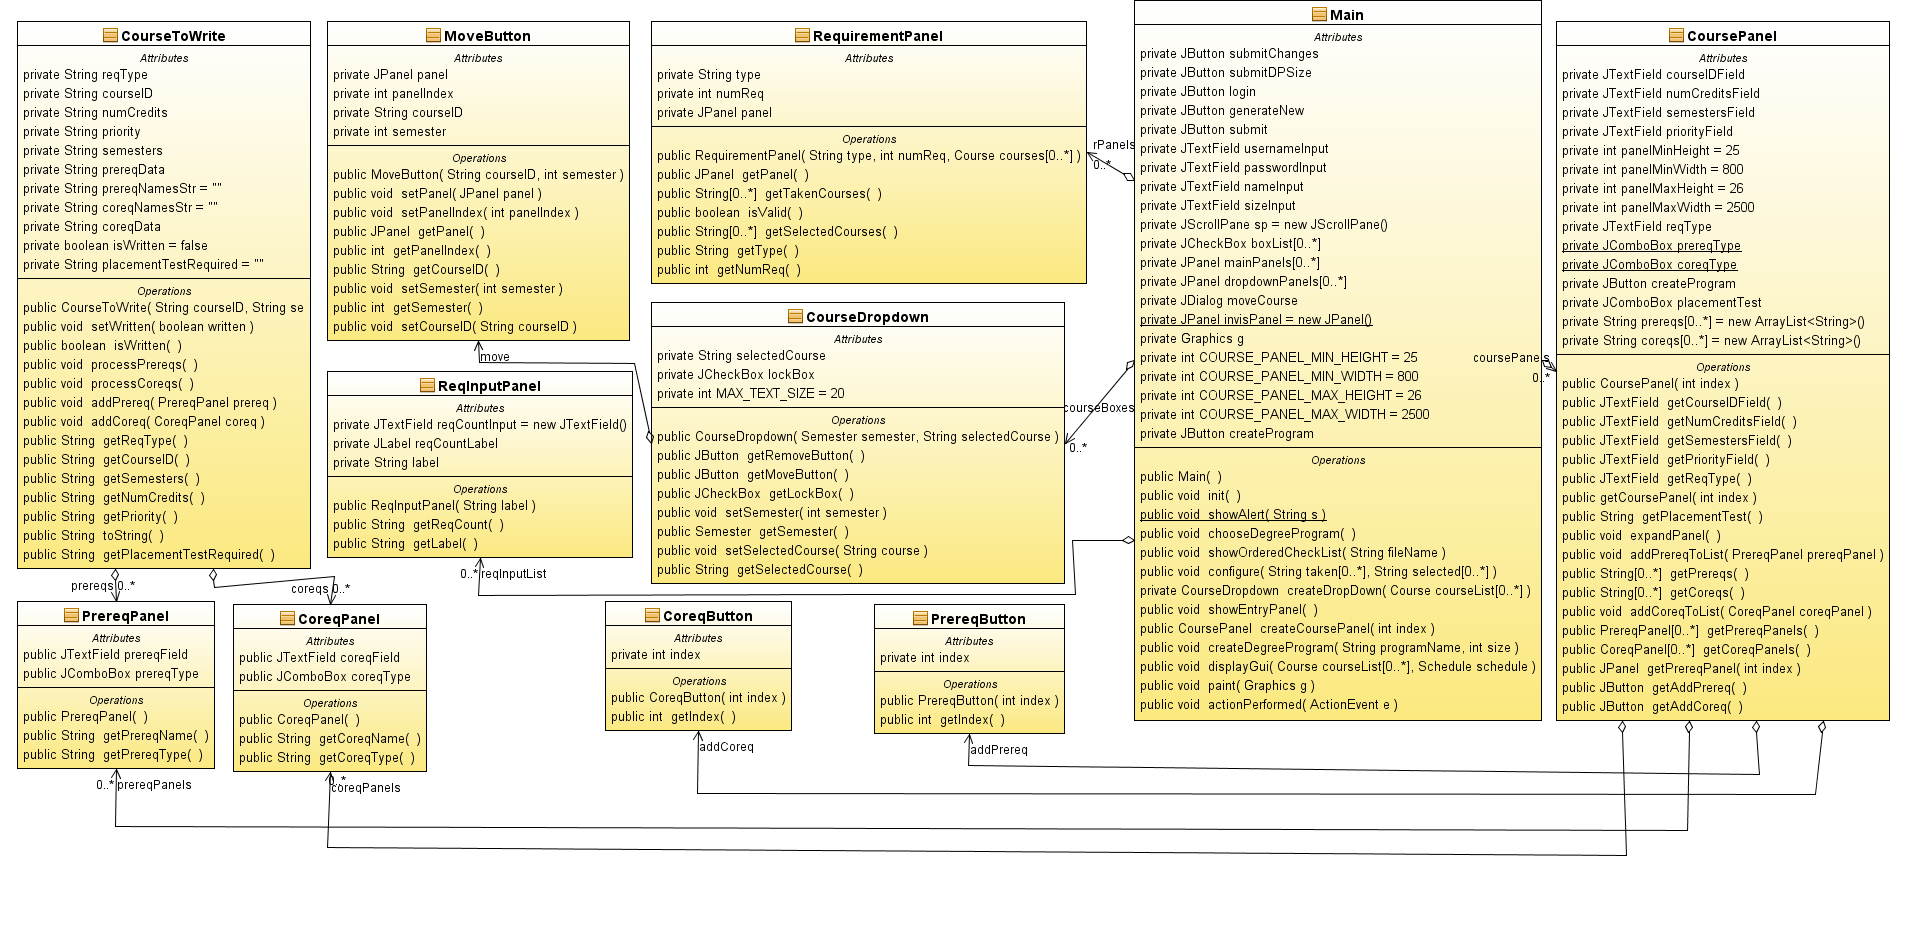 CourseToWrite
Attributes
private String reqType
private String courseID
private String numCredits
private String priority
private String semesters
private String prereqData
private String prereqNamesStr = ""
private String coreqNamesStr = ""
private String coreqData
private boolean isWritten = false
private String placementTestRequired = ""
Operations
public CourseToWrite( String courseID, String se
public void setWritten( boolean written )
public boolean isWritten( )
public void processPrereqs( )
public void processCoreqs( )
public void addPrereq( PrereqPanel prereq )
public void addCoreq( CoreqPanel coreq )
public String getReqType( )
public String getCourseID( )
public String getSemesters( )
public String getNumCredits( )
public String getPriority( )
public String toString( )
public String getPlacementTestRequired( )
MoveButton
Attributes
private JPanel panel
private int panelIndex
private String courseID
private int semester
Operations
public MoveButton( String courseID, int semester )
public void setPanel( JPanel panel )
public void setPanelIndex( int panelIndex )
public JPanel getPanel( )
public int getPanelIndex( )
public String getCourseID( )
public void setSemester( int semester )
public int getSemester( )
public void setCourseID( String courseID )
move
ReqInputPanel
Attributes
private JTextField reqCountInput = new JTextField()
private JLabel reqCountLabel
private String label
Operations
public ReqInputPanel( String label )
public String getReqCount( )
public String getLabel( )
0..* reqInputList
RequirementPanel
Attributes
private String type
private int numReq
private JPanel panel
Operations
public RequirementPanel( String type, int numReq, Course courses[0..*] )
public JPanel getPanel( )
public String[0..*] getTakenCourses( )
public boolean isValid( )
public String[0..*] getSelectedCourses( )
public String getType( )
public int getNumReq( )
rPanels
0..*
CourseDropdown
Attributes
private String selectedCourse
private JCheckBox lockBox
private int MAX_TEXT_SIZE = 20
Operations
public CourseDropdown( Semester semester, String selectedCourse )
public JButton getRemoveButton( )
public JButton getMoveButton( )
public JCheckBox getLockBox( )
public void setSemester( int semester )
public Semester getSemester( )
public void setSelectedCourse( String course )
public String getSelectedCourse( )
courseBoxes
0..*
Main
Attributes
private JButton submitChanges
private JButton submitDPSize
private JButton login
private JButton generateNew
private JButton submit
private JTextField usernameInput
private JTextField passwordInput
private JTextField nameInput
private JTextField sizeInput
private JScrollPane sp = new JScrollPane()
private JCheckBox boxList[0..*]
private JPanel mainPanels[0..*]
private JPanel dropdownPanels[0..*]
private JDialog moveCourse
private JPanel invisPanel = new JPanel()
private Graphics g
private int COURSE_PANEL_MIN_HEIGHT = 25
private int COURSE_PANEL_MIN_WIDTH = 800
private int COURSE_PANEL_MAX_HEIGHT = 26
private int COURSE_PANEL_MAX_WIDTH = 2500
private JButton createProgram
Operations
public Main( )
public void init( )
public void showAlert( String s )
public void chooseDegreeProgram( )
public void showOrderedCheckList( String fileName )
public void configure( String taken[0..*], String selected[0..*] )
private CourseDropdown createDropDown( Course courseList[0..*] )
public void showEntryPanel( )
public CoursePanel createCoursePanel( int index )
public void createDegreeProgram( String programName, int size )
public void displayGui( Course courseList[0..*], Schedule schedule )
public void paint( Graphics g )
public void actionPerformed( ActionEvent e )
coursePanels
0..*
CoursePanel
Attributes
private JTextField courseIDField
private JTextField numCreditsField
private JTextField semestersField
private JTextField priorityField
private int panelMinHeight = 25
private int panelMinWidth = 800
private int panelMaxHeight = 26
private int panelMaxWidth = 2500
private JTextField reqType
private JComboBox prereqType
private JComboBox coreqType
private JButton createProgram
private JComboBox placementTest
private String prereqs[0..*] = new ArrayList<String>()
private String coreqs[0..*] = new ArrayList<String>()
Operations
public CoursePanel( int index )
public JTextField getCourseIDField( )
public JTextField getNumCreditsField( )
public JTextField getSemestersField( )
public JTextField getPriorityField( )
public JTextField getReqType( )
public getCoursePanel( int index )
public String getPlacementTest( )
public void expandPanel( )
public void addPrereqToList( PrereqPanel prereqPanel )
public String[0..*] getPrereqs( )
public String[0..*] getCoreqs( )
public void addCoreqToList( CoreqPanel coreqPanel )
public PrereqPanel[0..*] getPrereqPanels( )
public CoreqPanel[0..*] getCoreqPanels( )
public JPanel getPrereqPanel( int index )
public JButton getAddPrereq( )
public JButton getAddCoreq( )
prereqs 0..*
coreqs 0..*
PrereqPanel
Attributes
public JTextField prereqField
public JComboBox prereqType
Operations
public PrereqPanel( )
public String getPrereqName( )
public String getPrereqType( )
0..* prereqPanels
CoreqPanel
Attributes
public JTextField coreqField
public JComboBox coreqType
Operations
public CoreqPanel( )
public String getCoreqName( )
public String getCoreqType( )
0..*
coreqPanels
CoreqButton
Attributes
private int index
Operations
public CoreqButton( int index )
public int getIndex( )
addCoreq
PrereqButton
Attributes
private int index
Operations
public PrereqButton( int index )
public int getIndex( )
addPrereq